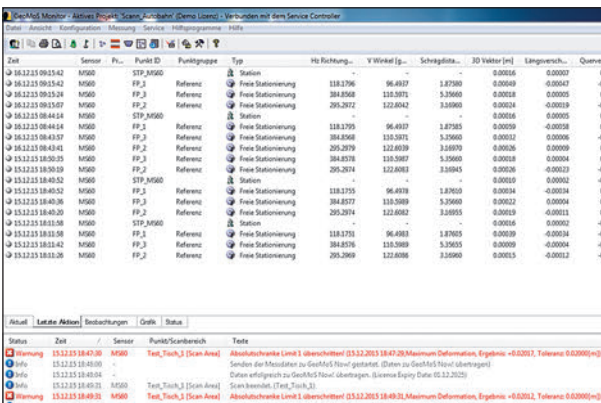 GeoMoS Monitor - Aktives Projekt: 'Scann_Autobahn' (Demo Lizenz) - Verbunden mit dem Service Controller
Datei Ansicht Konfiguration Messung Service Hilfsprogramme Hilfe
Zeit Sensor Pr... Punkt ID Punktgruppe Typ Hz Richtung... V Winkel [g... Schrägdista... 3D Vektor [m] Längsversch... Querve
16.12.15 09:15:42 MS60 STP_MS60 Station - - - 0.00016 0.00007
16.12.15 09:15:42 MS60 FP_1 Referenz Freie Stationierung 118.1796 96.4937 1.87580 0.00049 -0.00047
16.12.15 09:15:24 MS60 FP_3 Referenz Freie Stationierung 384.8568 110.5971 5.35660 0.00018 0.00005
16.12.15 09:15:07 MS60 FP_2 Referenz Freie Stationierung 295.2972 122.6042 3.16960 0.00024 -0.00019
16.12.15 08:44:14 MS60 STP_MS60 Station - - - 0.00016 0.00005
16.12.15 08:44:14 MS60 FP_1 Referenz Freie Stationierung 118.1795 96.4937 1.87585 0.00059 -0.00058
16.12.15 08:43:57 MS60 FP_3 Referenz Freie Stationierung 384.8568 110.5971 5.35660 0.00032 0.00006
16.12.15 08:43:41 MS60 FP_2 Referenz Freie Stationierung 295.2979 122.6039 3.16970 0.00026 -0.00009
15.12.15 18:50:35 MS60 FP_3 Referenz Freie Stationierung 384.8578 110.5987 5.35660 0.00018 0.00004
15.12.15 18:50:19 MS60 FP_2 Referenz Freie Stationierung 295.2974 122.6083 3.16945 0.00026 -0.00023
15.12.15 18:40:52 MS60 STP_MS60 Station - - - 0.00010 0.00002
15.12.15 18:40:52 MS60 FP_1 Referenz Freie Stationierung 118.1755 96.4978 1.87610 0.00034 -0.00034
15.12.15 18:40:36 MS60 FP_3 Referenz Freie Stationierung 384.8577 110.5989 5.35660 0.00022 0.00004
15.12.15 18:40:20 MS60 FP_2 Referenz Freie Stationierung 295.2974 122.6082 3.16955 0.00019 -0.00011
15.12.15 18:11:58 MS60 STP_MS60 Station - - - 0.00016 0.00002
15.12.15 18:11:58 MS60 FP_1 Referenz Freie Stationierung 118.1751 96.4983 1.87605 0.00039 -0.00034
15.12.15 18:11:42 MS60 FP_3 Referenz Freie Stationierung 384.8576 110.5989 5.35655 0.00009 -0.00004
15.12.15 18:11:26 MS60 FP_2 Referenz Freie Stationierung 295.2969 122.6086 3.16960 0.00015 -0.00012
Aktuell Letzte Aktion Beobachtungen Grafik Status
Status Zeit Sensor Punkt/Scanbereich Texte
Warnung 15.12.15 18:47:30 MS60 Test_Tisch_1 [Scan Area] Absolutschranke Limit 1 überschritten! (15.12.2015 18:47:29,Maximum Deformation, Ergebnis: +0.02017, Toleranz: 0.02000[m])
Info 15.12.15 18:49:00 - Senden der Messdaten zu GeoMoS Now! gestartet. (Daten zu GeoMoS Now! übertragen)
Info 15.12.15 18:49:04 - Daten erfolgreich zu GeoMoS Now! übertragen. (Licence Expiry Date: 01.12.2025)
Info 15.12.15 18:49:31 MS60 Test_Tisch_1 [Scan Area] Scan beendet. (Test_Tisch_1)
Warnung 15.12.15 18:49:31 MS60 Test_Tisch_1 [Scan Area] Absolutschranke Limit 1 überschritten! (15.12.2015 18:49:31,Maximum Deformation, Ergebnis: +0.02012, Toleranz: 0.02000[m])